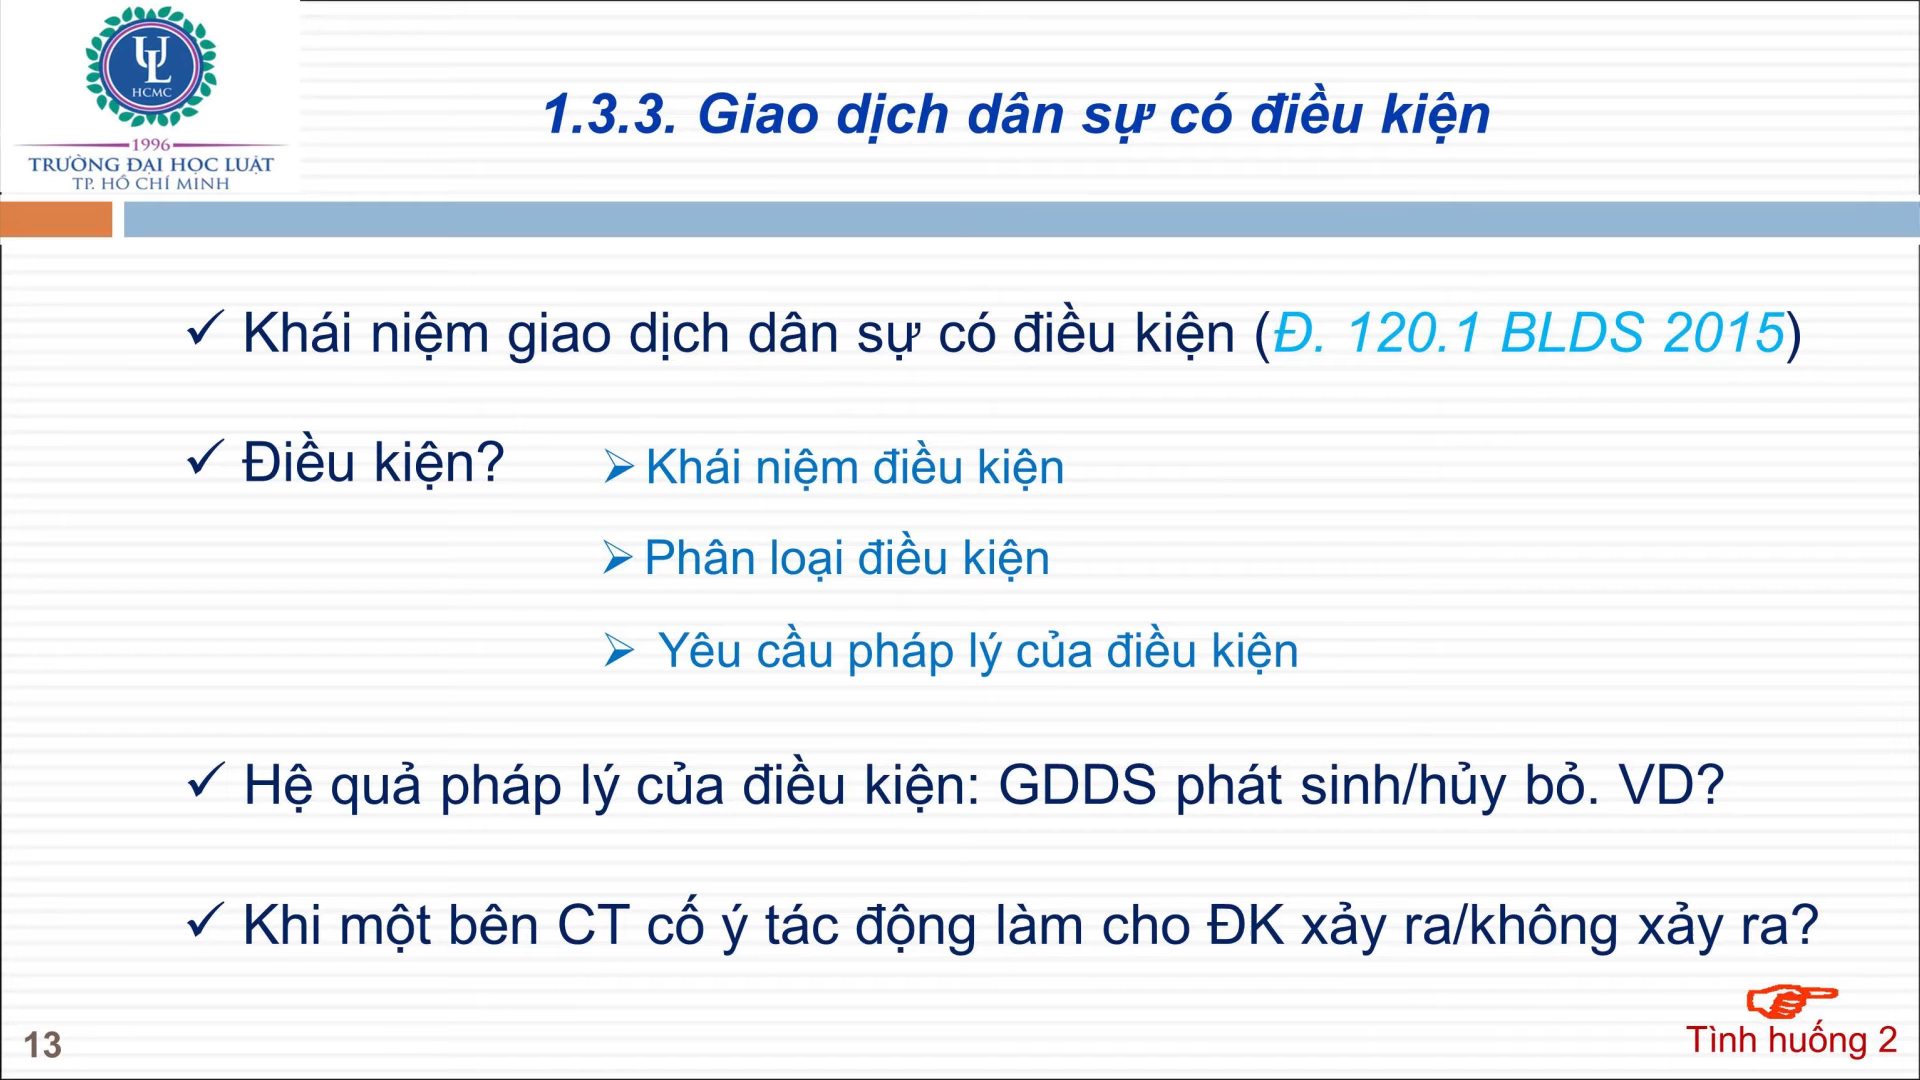 UL
HCMC
1996
TRƯỜNG ĐẠI HỌC LUẬT
TP. HỒ CHÍ MINH
1.3.3. Giao dịch dân sự có điều kiện
✓ Khái niệm giao dịch dân sự có điều kiện (Đ. 120.1 BLDS 2015)
✓ Điều kiện?
➢ Khái niệm điều kiện
➢ Phân loại điều kiện
➢ Yêu cầu pháp lý của điều kiện
✓ Hệ quả pháp lý của điều kiện: GDDS phát sinh/hủy bỏ. VD?
✓ Khi một bên CT cố ý tác động làm cho ĐK xảy ra/không xảy ra?
Tình huống 2
13